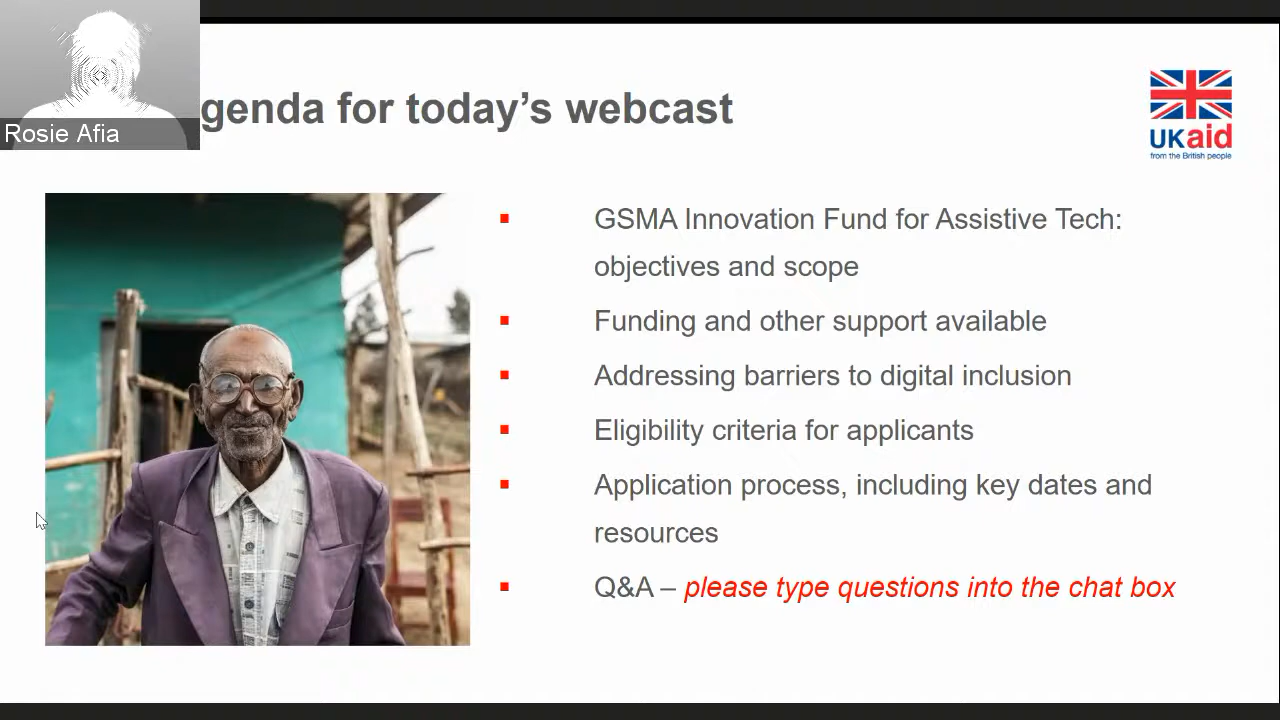 Rosie Afia
genda for today’s webcast
UKaid
from the British people
▪ GSMA Innovation Fund for Assistive Tech:
objectives and scope
▪ Funding and other support available
▪ Addressing barriers to digital inclusion
▪ Eligibility criteria for applicants
▪ Application process, including key dates and
resources
▪ Q&A – please type questions into the chat box